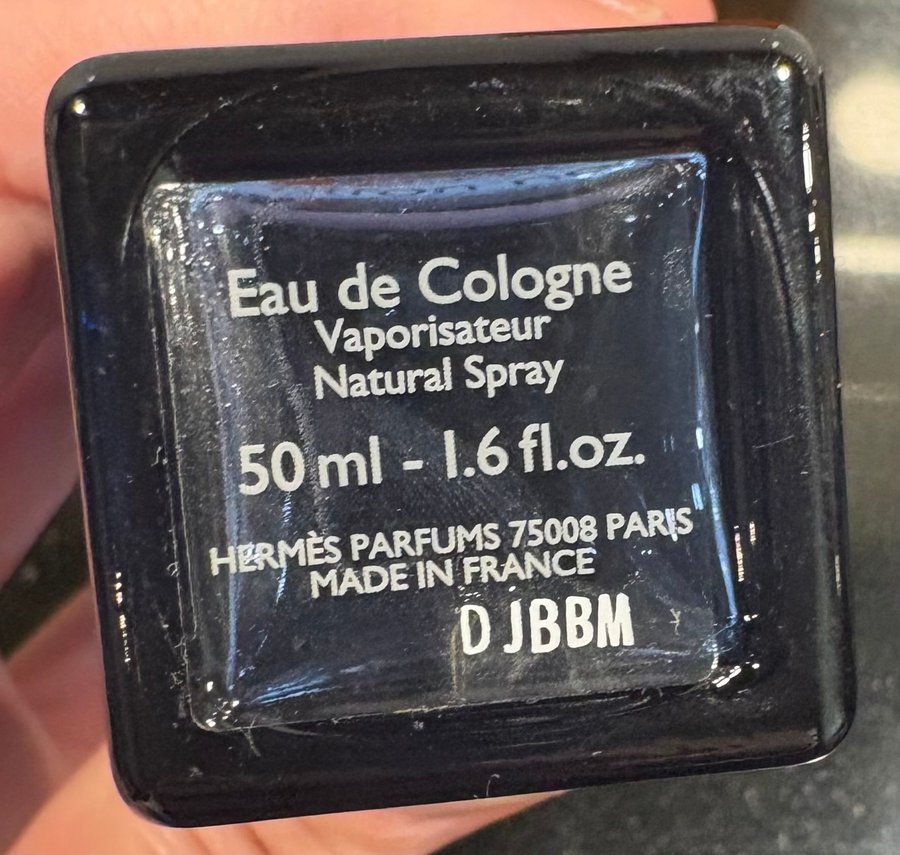 Eau de Cologne
Vaporisateur
Natural Spray
50 ml - 1.6 fl.oz.
HERMÈS PARFUMS 75008 PARIS
MADE IN FRANCE
D JBBM